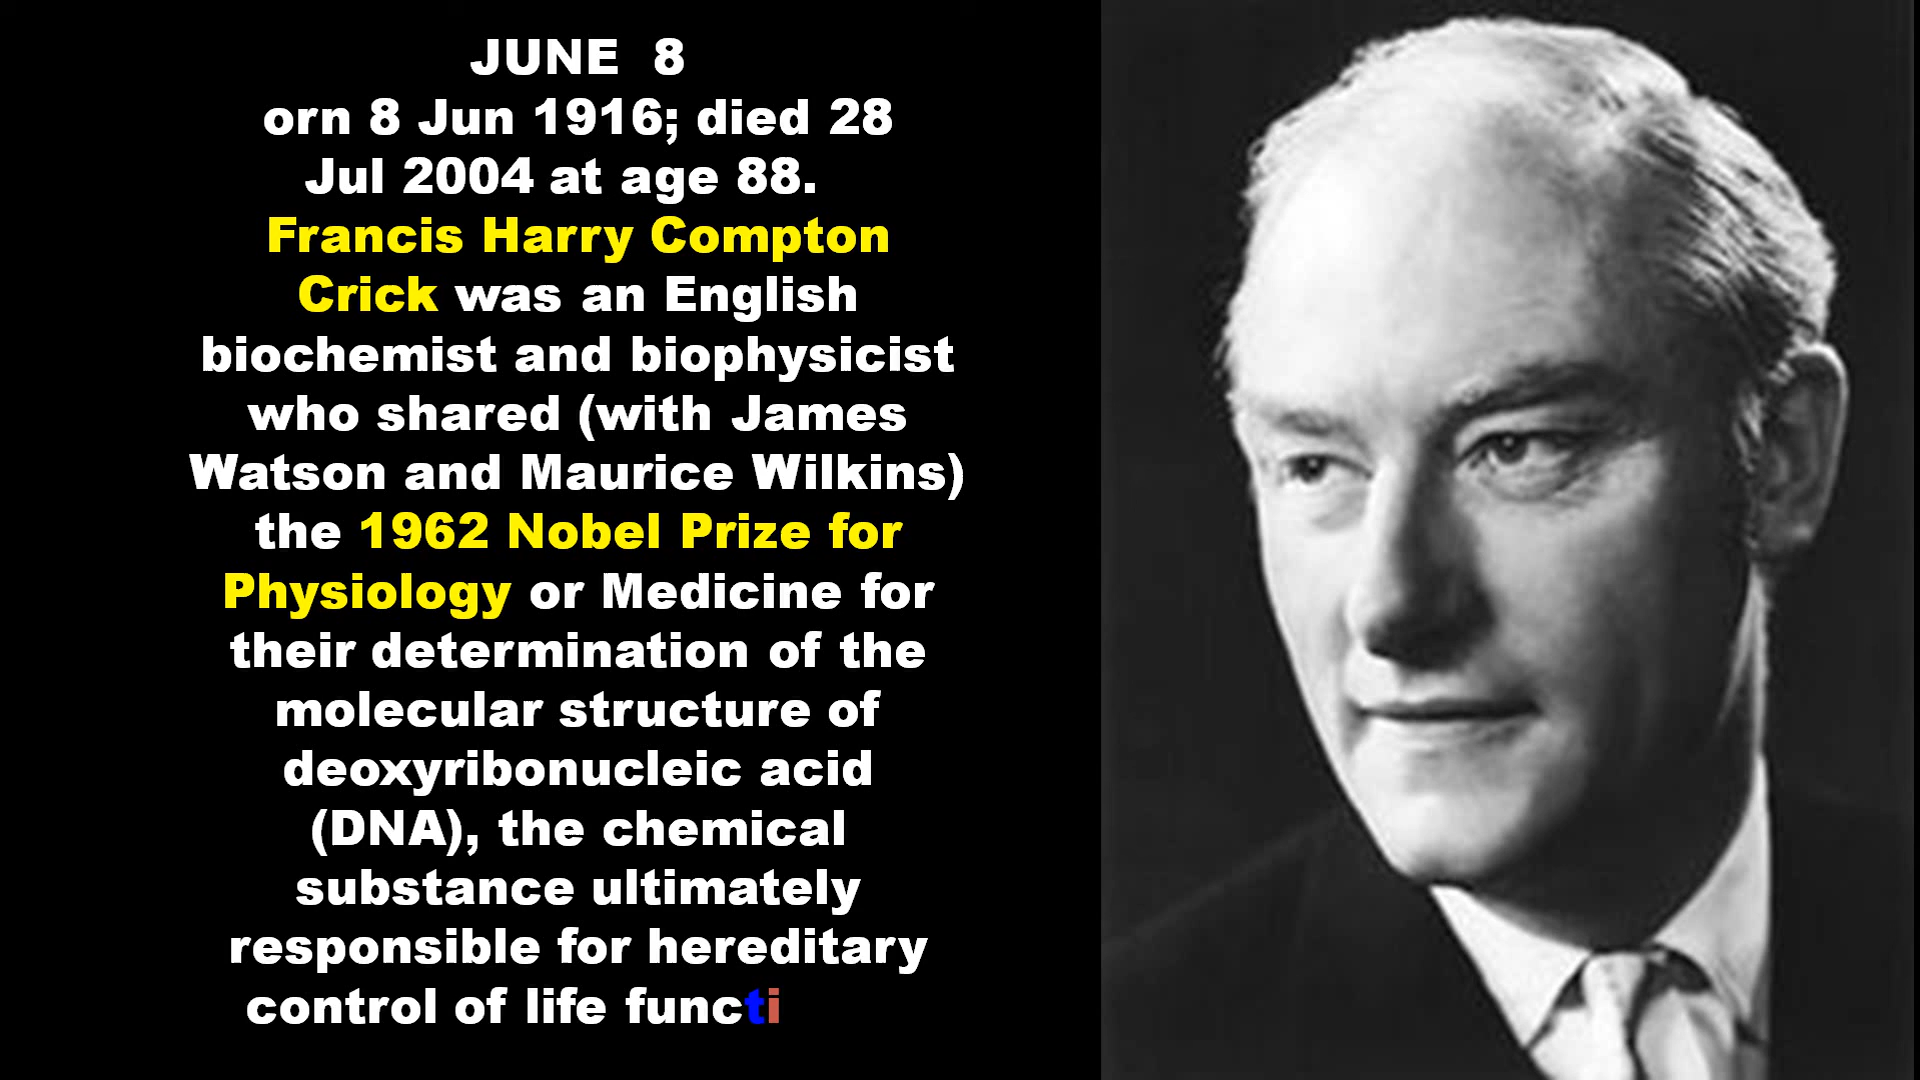 JUNE  8
orn 8 Jun 1916; died 28
Jul 2004 at age 88.
Francis Harry Compton
Crick was an English
biochemist and biophysicist
who shared (with James
Watson and Maurice Wilkins)
the 1962 Nobel Prize for
Physiology or Medicine for
their determination of the
molecular structure of
deoxyribonucleic acid
(DNA), the chemical
substance ultimately
responsible for hereditary
control of life functi